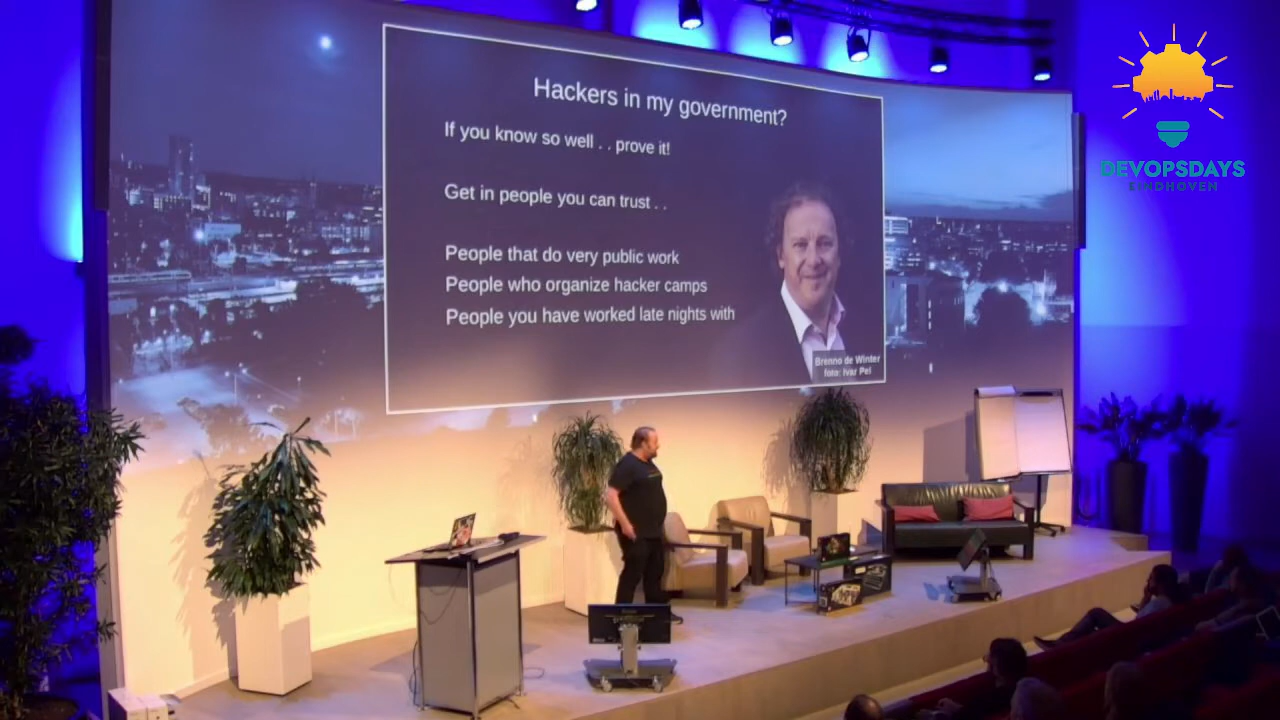 Hackers in my government?
If you know so well . . prove it!
Get in people you can trust . .
People that do very public work
People who organize hacker camps
People you have worked late nights with
Brenno de Winter
foto: Ivar Pel
DEVOPSDAYS
EINDHOVEN